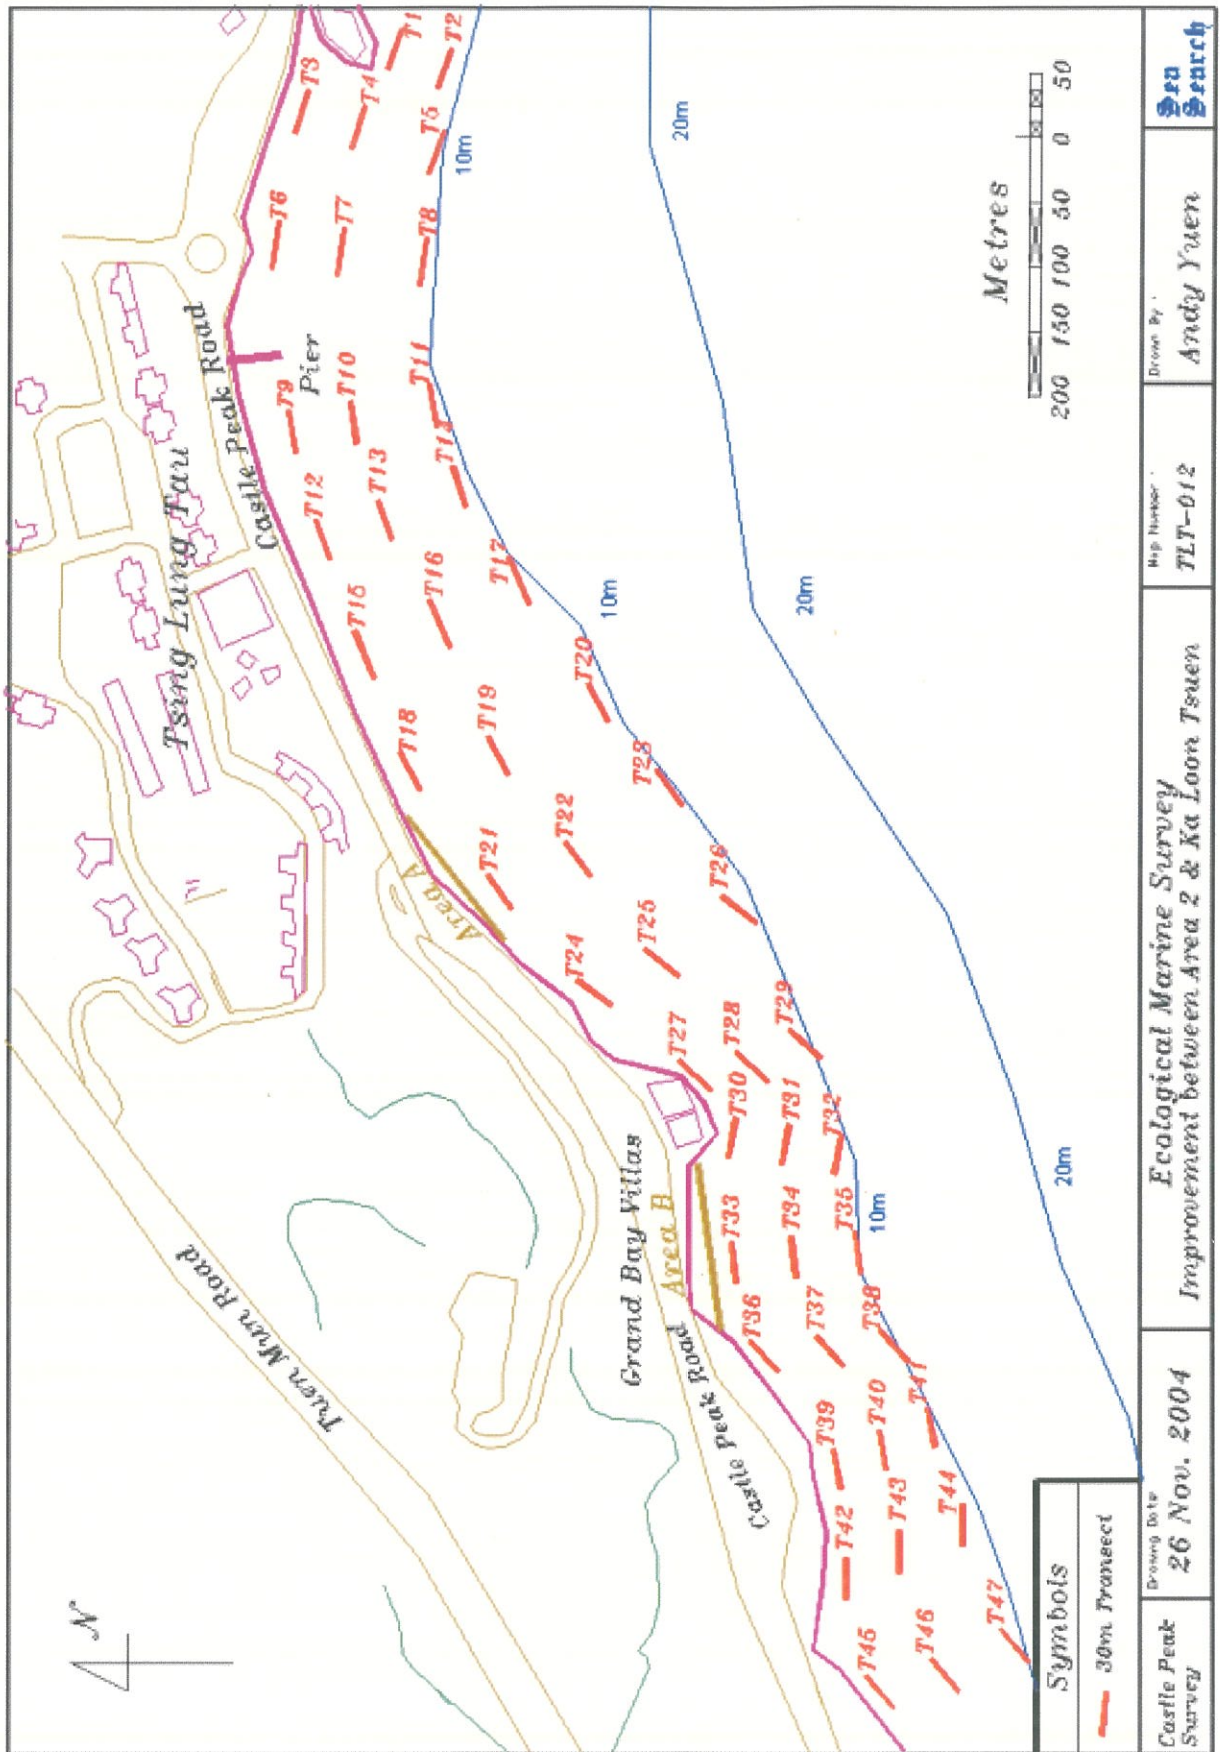 N
Tuen Mun Road
Tsing Lung Tau
Castle Peak Road
Pier
Area A
Grand Bay Villas
Area B
Castle Peak Road
T1
T2
T3
T4
T5
T6
T7
T8
T9
T10
T11
T12
T13
T14
T15
T16
T17
T18
T19
T20
T21
T22
T23
T24
T25
T26
T27
T28
T29
T30
T31
T32
T33
T34
T35
T36
T37
T38
T39
T40
T41
T42
T43
T44
T45
T46
T47
10m
10m
10m
20m
20m
20m
Metres
200 150 100 50 0 50
Symbols
30m Transect
Castle Peak
Survey
Drawing Date
26 Nov. 2004
Ecological Marine Survey
Improvement between Area 2 & Ka Loon Tsuen
Map Number
TLT-012
Drawn By
Andy Yuen